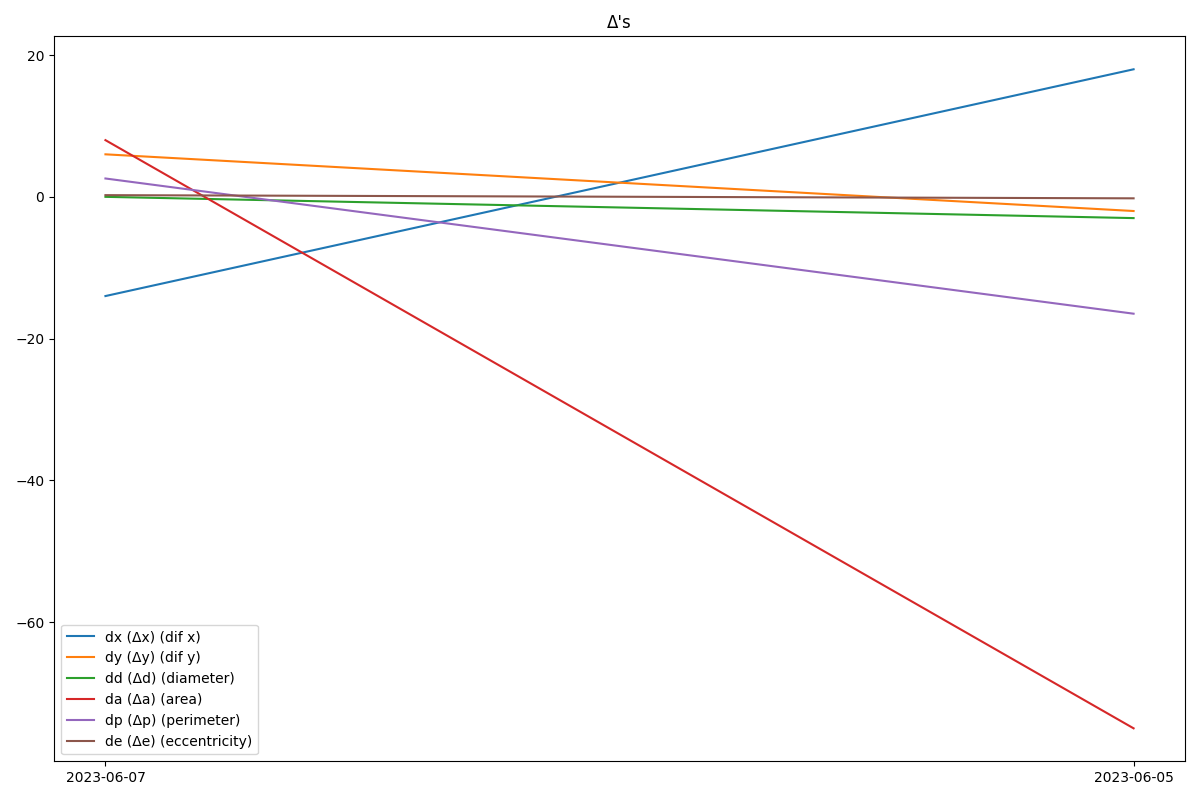 Δ's
20
0
−20
−40
−60
dx (Δx) (dif x)
dy (Δy) (dif y)
dd (Δd) (diameter)
da (Δa) (area)
dp (Δp) (perimeter)
de (Δe) (eccentricity)
2023-06-07
2023-06-05